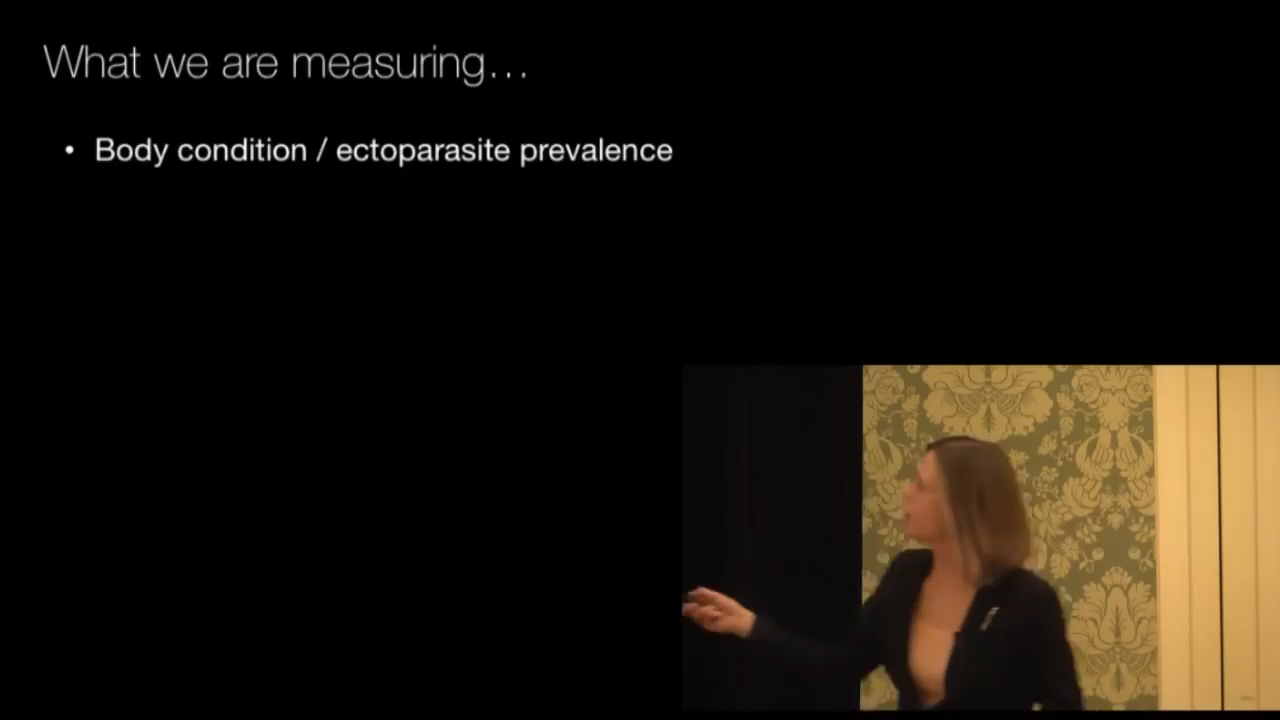 What we are measuring…
• Body condition / ectoparasite prevalence